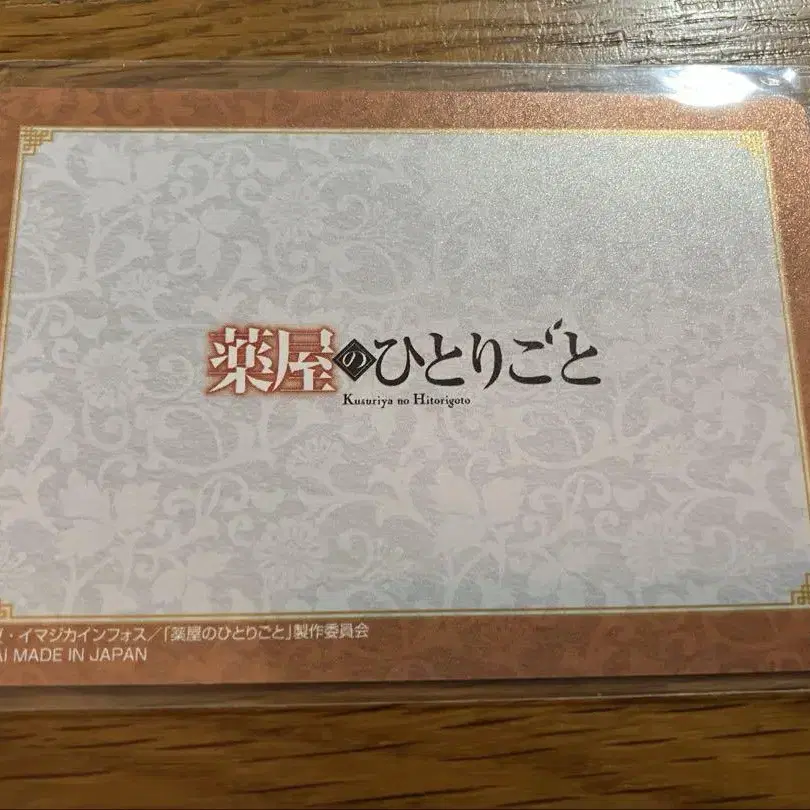 薬屋のひとりごと
Kusuriya no Hitorigoto
・イマジカインフォス／「薬屋のひとりごと」製作委員会
MADE IN JAPAN